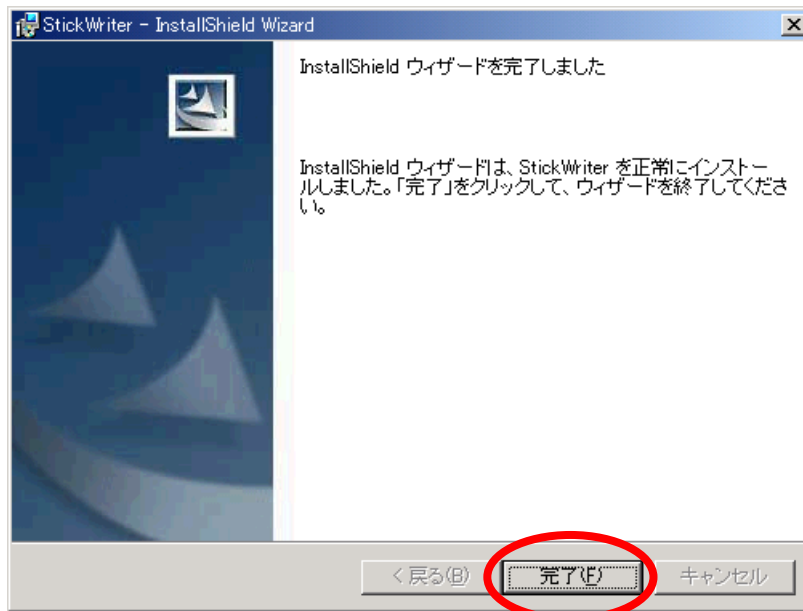 StickWriter - InstallShield Wizard
InstallShield ウィザードを完了しました
InstallShield ウィザードは、StickWriter を正常にインストー
ルしました。「完了」をクリックして、ウィザードを終了してくださ
い。
< 戻る(B)
完了(F)
キャンセル